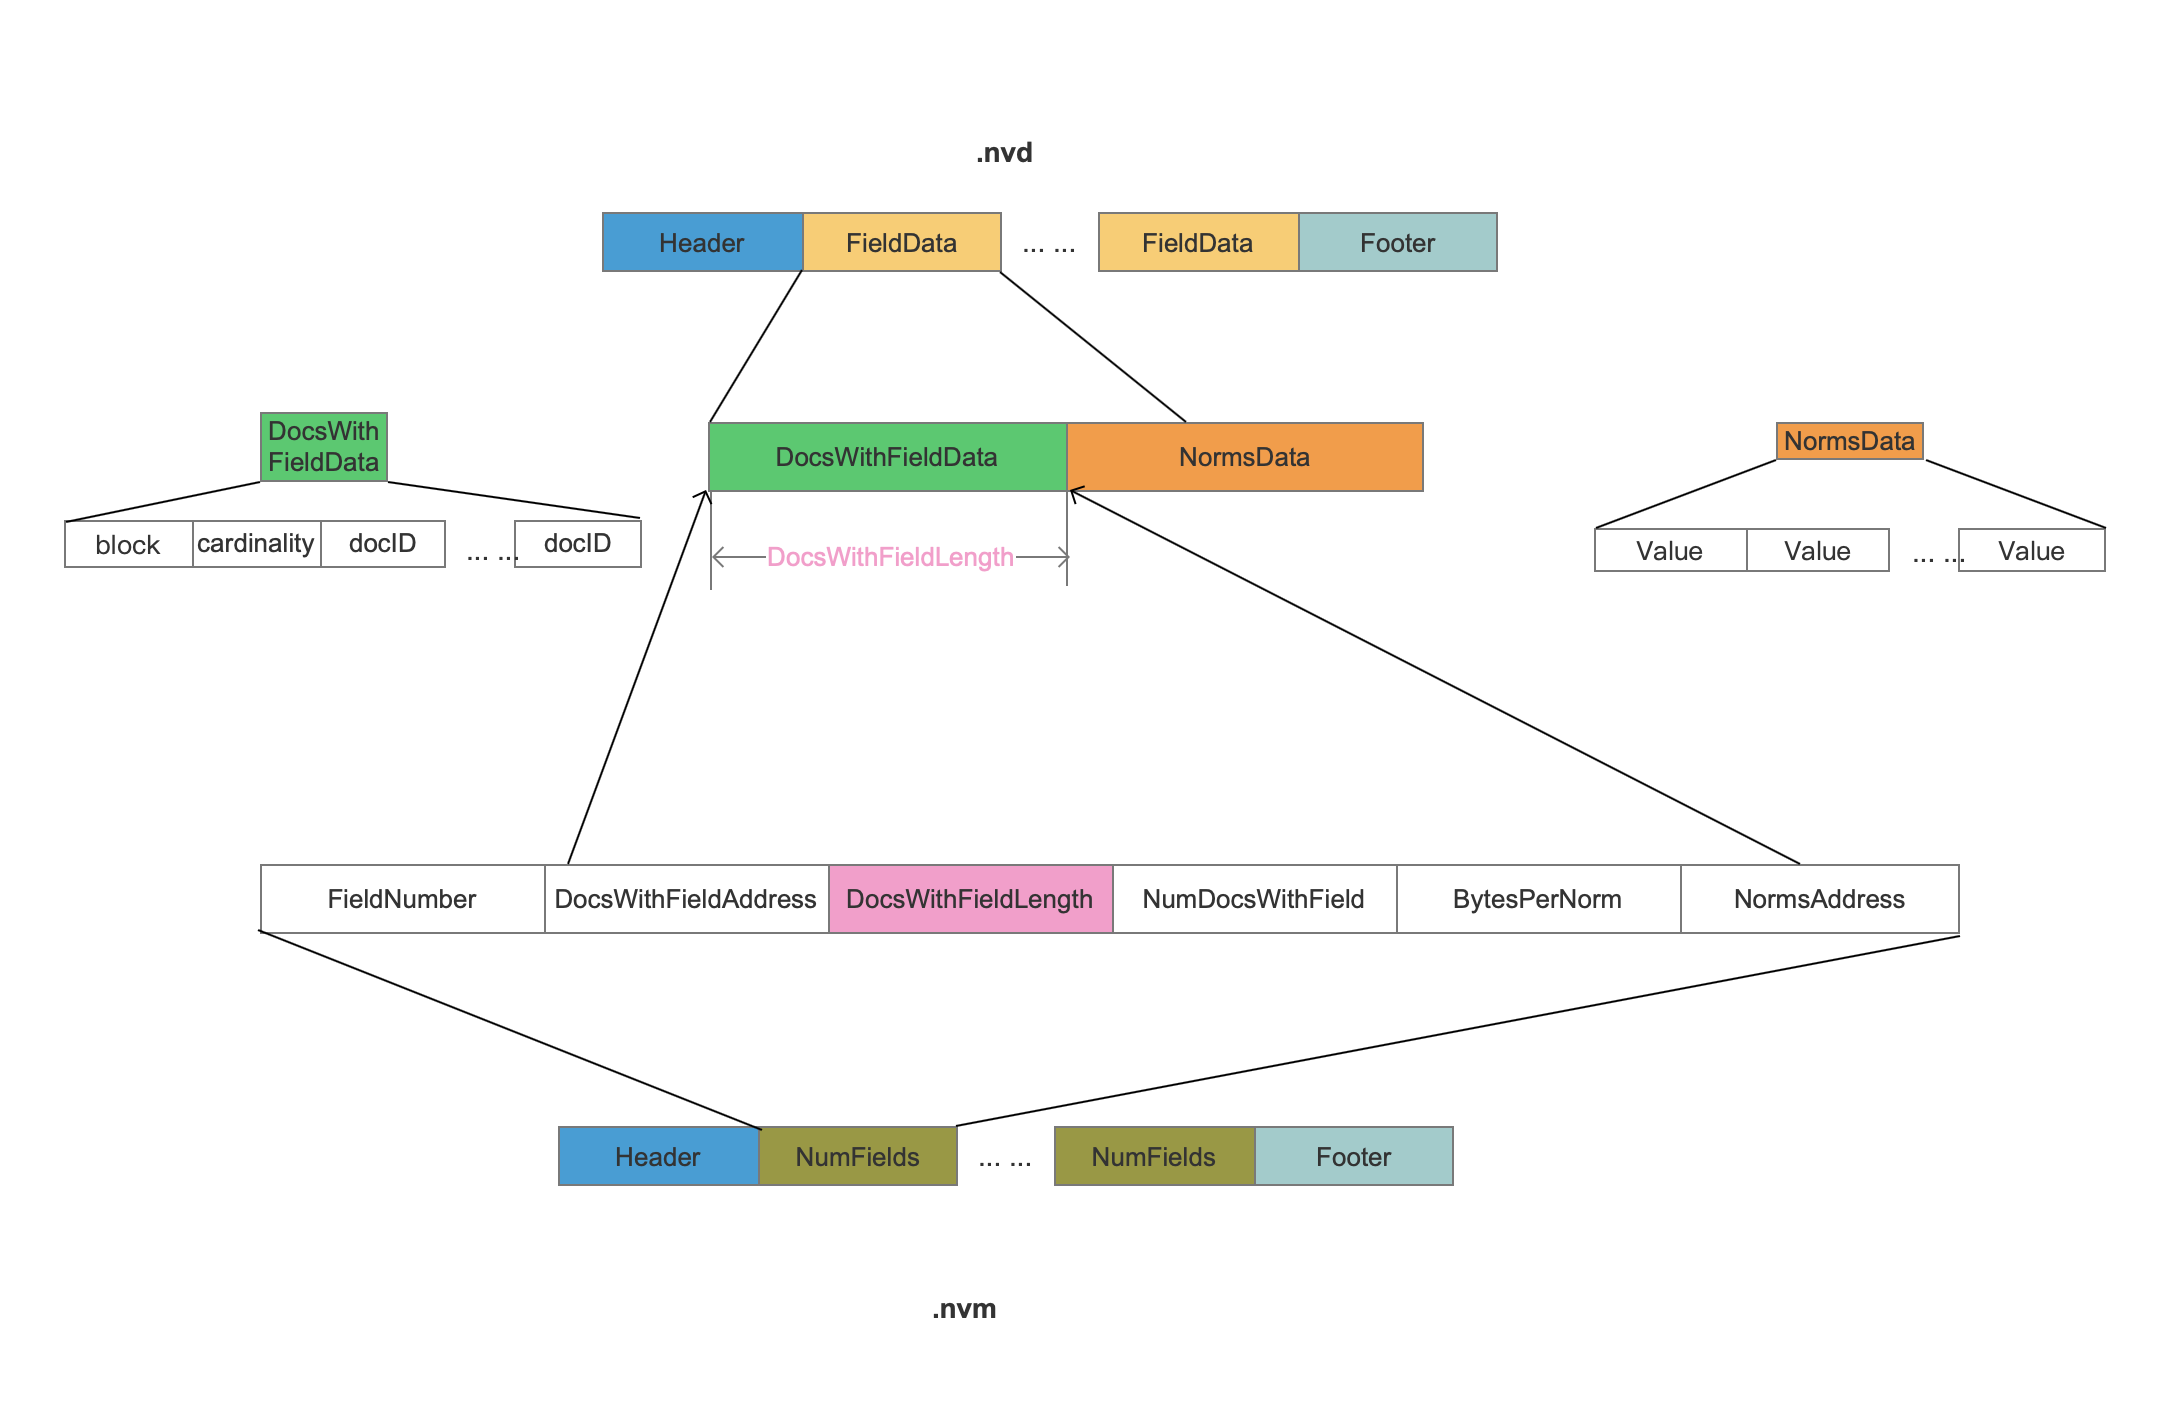 .nvd
Header FieldData ... ... FieldData Footer
DocsWith
FieldData
DocsWithFieldData NormsData
NormsData
block cardinality docID ... ... docID
DocsWithFieldLength
Value Value ... ... Value
FieldNumber DocsWithFieldAddress DocsWithFieldLength NumDocsWithField BytesPerNorm NormsAddress
Header NumFields ... ... NumFields Footer
.nvm